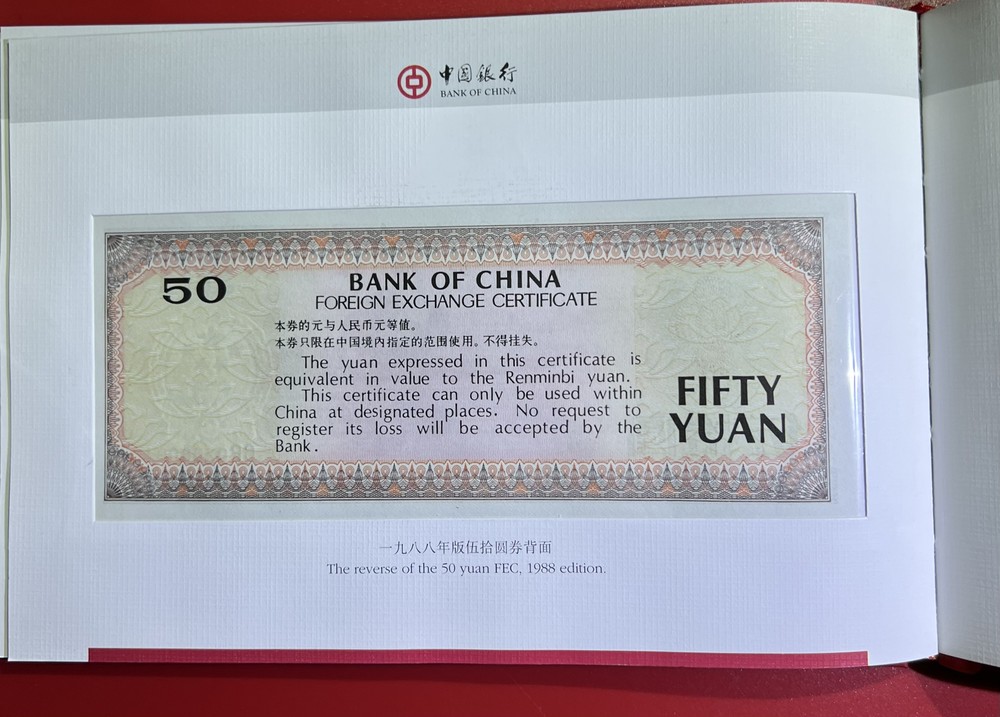 中国银行
BANK OF CHINA
50
BANK OF CHINA
FOREIGN EXCHANGE CERTIFICATE
本券的元与人民币元等值。
本券只限在中国境内指定的范围使用。不得挂失。
The yuan expressed in this certificate is
equivalent in value to the Renminbi yuan.
This certificate can only be used within
China at designated places. No request to
register its loss will be accepted by the
Bank.
FIFTY
YUAN
一九八八年版伍拾圆券背面
The reverse of the 50 yuan FEC, 1988 edition.